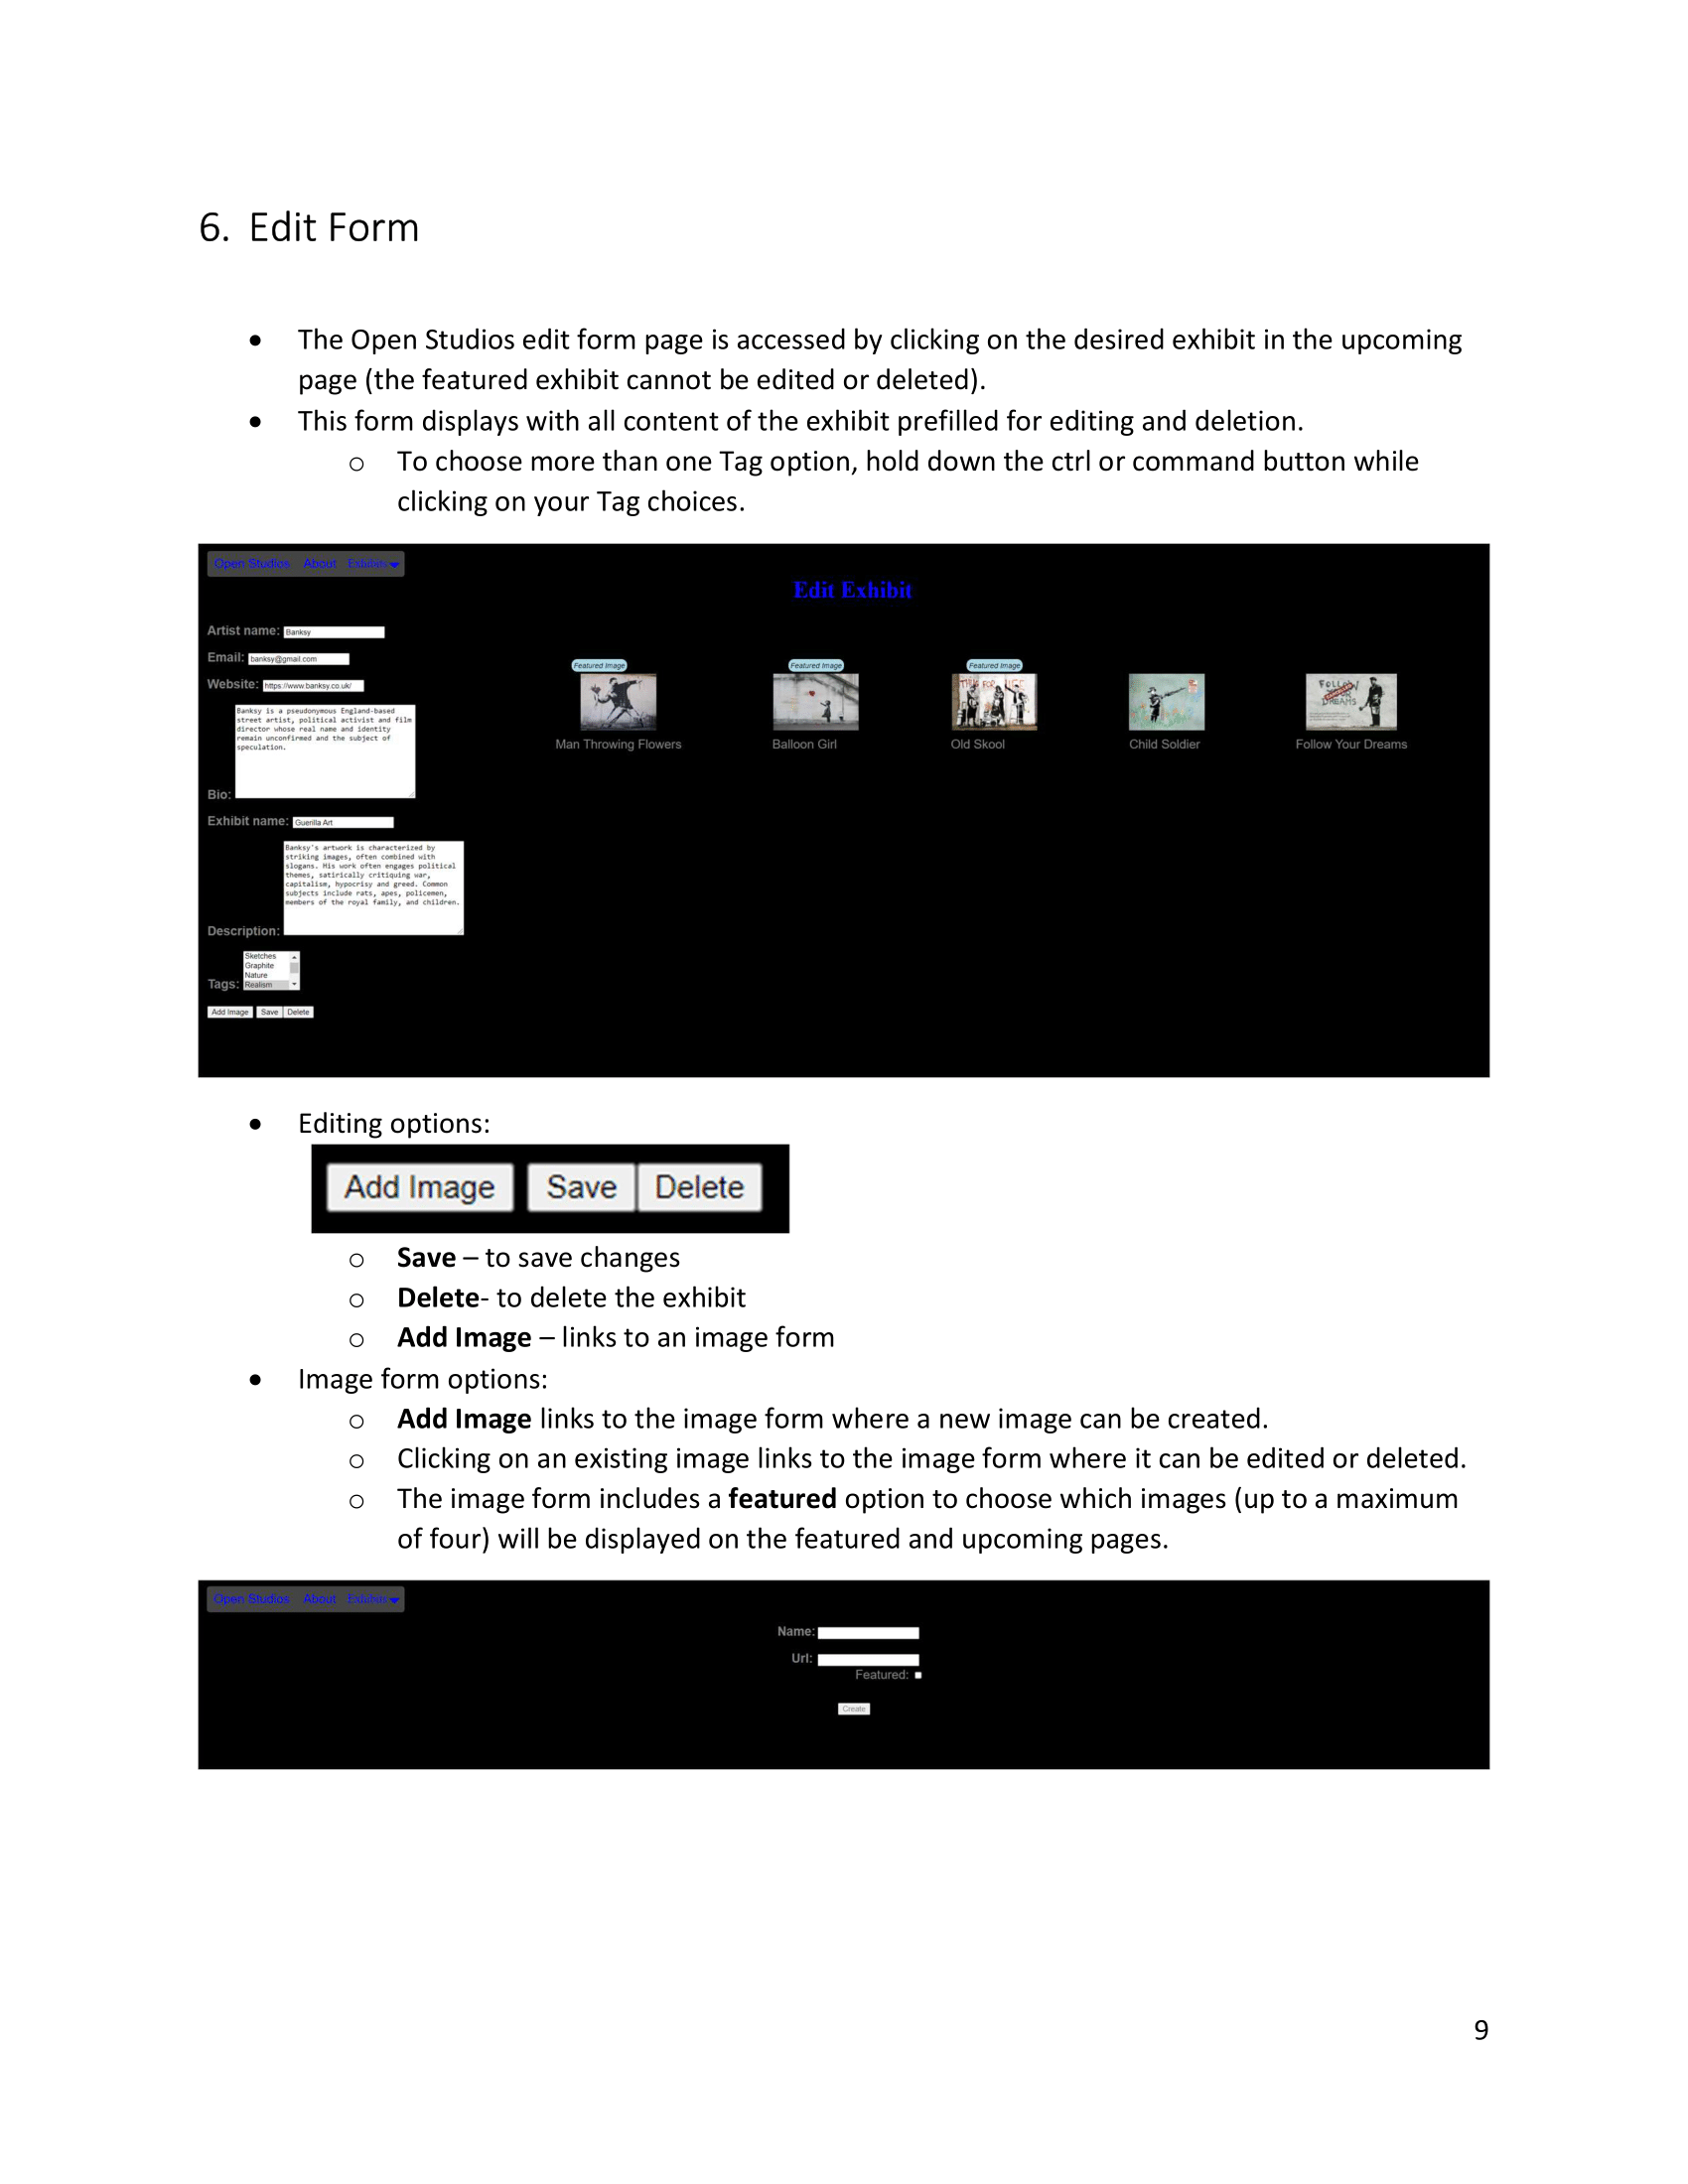 6. Edit Form
• The Open Studios edit form page is accessed by clicking on the desired exhibit in the upcoming
page (the featured exhibit cannot be edited or deleted).
• This form displays with all content of the exhibit prefilled for editing and deletion.
o To choose more than one Tag option, hold down the ctrl or command button while
clicking on your Tag choices.
Open Studios About Exhibits
Edit Exhibit
Artist name: Banksy
Email: banksy@gmail.com
Website: https://www.banksy.co.uk/
Banksy is a pseudonymous England-based
street artist, political activist and film
director whose real name and identity
remain unconfirmed and the subject of
speculation.
Bio:
Exhibit name: Guerilla Art
Banksy's artwork is characterized by
striking images, often combined with
slogans. His work often engages political
themes, satirically critiquing war,
capitalism, hypocrisy and greed. Common
subjects include rats, apes, policemen,
members of the royal family, and children.
Description:
Sketches
Graphite
Nature
Tags: Realism
Add Image Save Delete
Featured Image Featured Image Featured Image
THUG FOR LIFE
FOLLOW YOUR DREAMS
Man Throwing Flowers Balloon Girl Old Skool Child Soldier Follow Your Dreams
• Editing options:
Add Image Save Delete
o Save – to save changes
o Delete- to delete the exhibit
o Add Image – links to an image form
• Image form options:
o Add Image links to the image form where a new image can be created.
o Clicking on an existing image links to the image form where it can be edited or deleted.
o The image form includes a featured option to choose which images (up to a maximum
of four) will be displayed on the featured and upcoming pages.
Open Studios About Exhibits
Name:
Url:
Featured:
Create
9